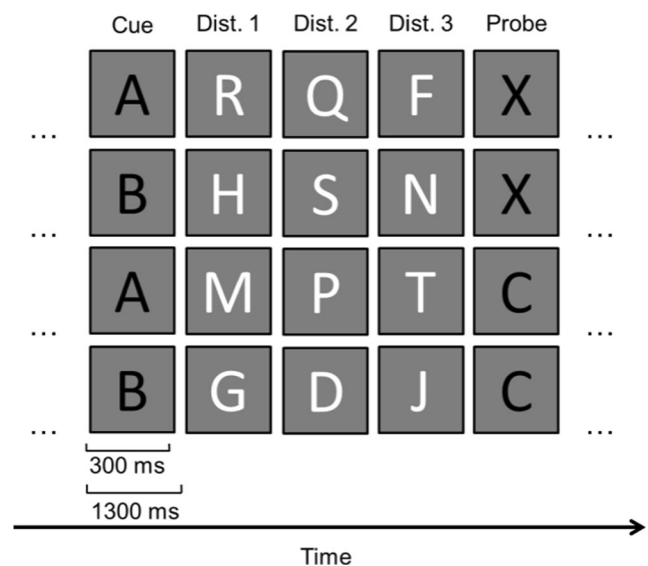 Cue Dist. 1 Dist. 2 Dist. 3 Probe
A R Q F X
... ...
B H S N X
... ...
A M P T C
... ...
B G D J C
... ...
300 ms
1300 ms
Time